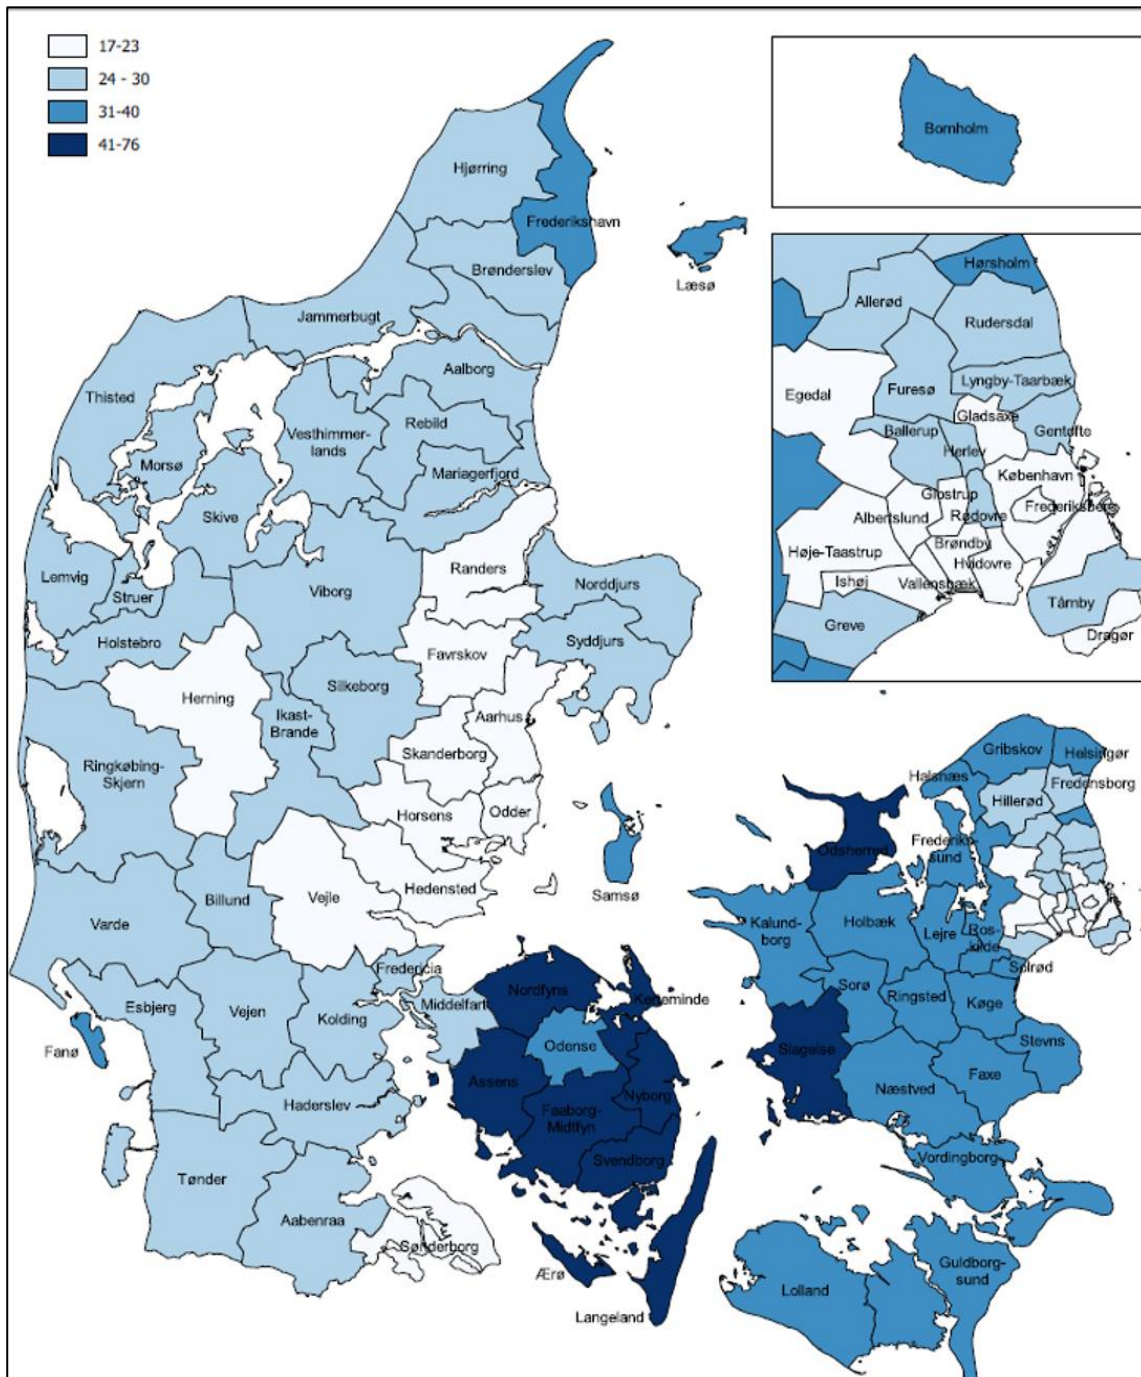 17-23
24 - 30
31-40
41-76
Bornholm
Hjørring
Frederikshavn
Brønderslev
Læsø
Jammerbugt
Aalborg
Thisted
Rebild
Vesthimmer-
lands
Morsø
Mariagerfjord
Skive
Randers
Lemvig
Struer
Viborg
Norddjurs
Holstebro
Syddjurs
Favrskov
Herning
Silkeborg
Ikast-
Brande
Aarhus
Skanderborg
Ringkøbing-
Skjern
Horsens
Odder
Hedensted
Vejle
Billund
Samsø
Varde
Fredericia
Middelfart
Esbjerg
Vejen
Kolding
Fanø
Haderslev
Tønder
Aabenraa
Sønderborg
Nordfyns
Kerteminde
Odense
Assens
Nyborg
Faaborg-
Midtfyn
Svendborg
Ærø
Langeland
Hørsholm
Allerød
Rudersdal
Egedal
Furesø
Lyngby-Taarbæk
Gladsaxe
Ballerup
Gentofte
Herlev
København
Glostrup
Frederiksberg
Albertslund
Rødovre
Brøndby
Høje-Taastrup
Hvidovre
Ishøj
Vallensbæk
Tårnby
Greve
Dragør
Gribskov
Helsingør
Halsnæs
Fredensborg
Hillerød
Odsherred
Frederiks-
sund
Kalund-
borg
Holbæk
Lejre
Ros-
kilde
Solrød
Sorø
Ringsted
Køge
Slagelse
Stevns
Næstved
Faxe
Vordingborg
Guldborg-
sund
Lolland